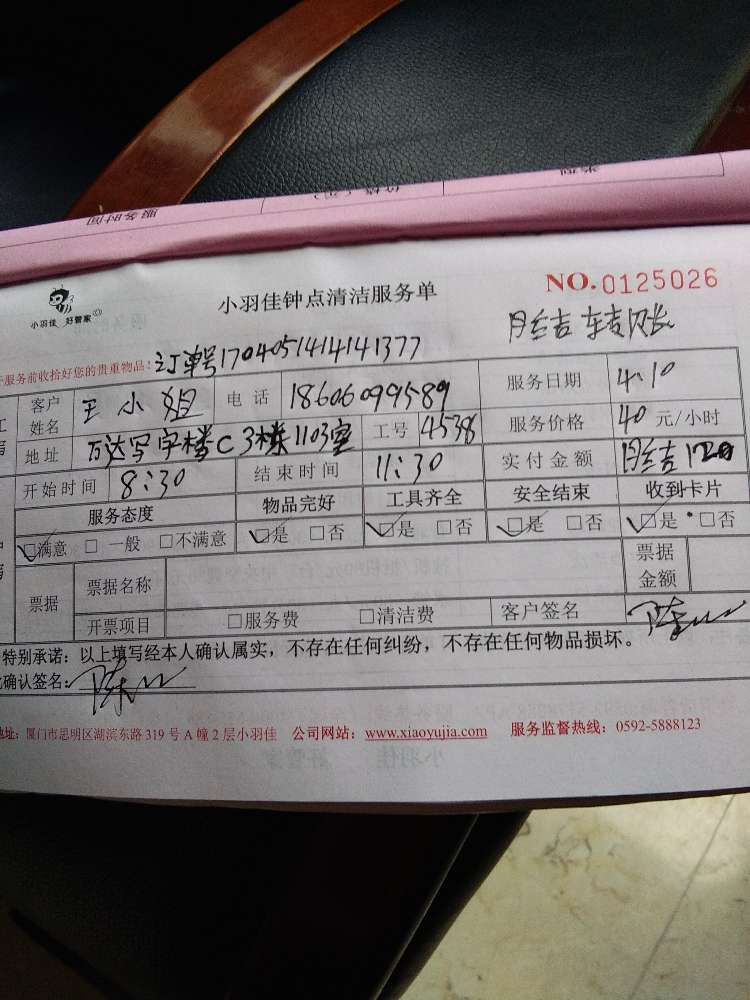 服务时间
类别
小羽佳 好管家
小羽佳钟点清洁服务单
NO.0125026
月结 转账
服务前收拾好您的贵重物品!
订单号1704051414141377
客户姓名 王小姐 电话 18606099589 服务日期 4.10
地址 万达写字楼C3栋1103室 工号 4538 服务价格 40 元/小时
开始时间 8:30 结束时间 11:30 实付金额 月结120
服务态度 物品完好 工具齐全 安全结束 收到卡片
☑满意 □一般 □不满意 ☑是 □否 ☑是 □否 ☑是 □否 ☑是 □否
票据 票据名称 票据金额
开票项目 □服务费 □清洁费 客户签名
特别承诺:以上填写经本人确认属实,不存在任何纠纷,不存在任何物品损坏。
确认签名:
地址:厦门市思明区湖滨东路319号A幢2层小羽佳 公司网站:www.xiaoyujia.com 服务监督热线:0592-5888123